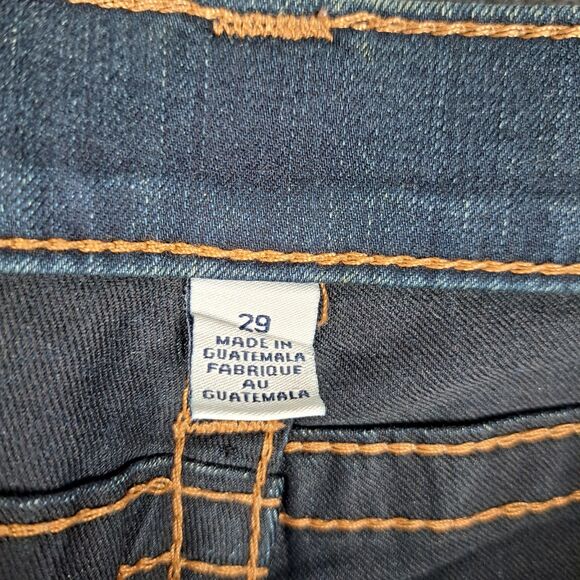 29
MADE IN
GUATEMALA
FABRIQUE
AU
GUATEMALA